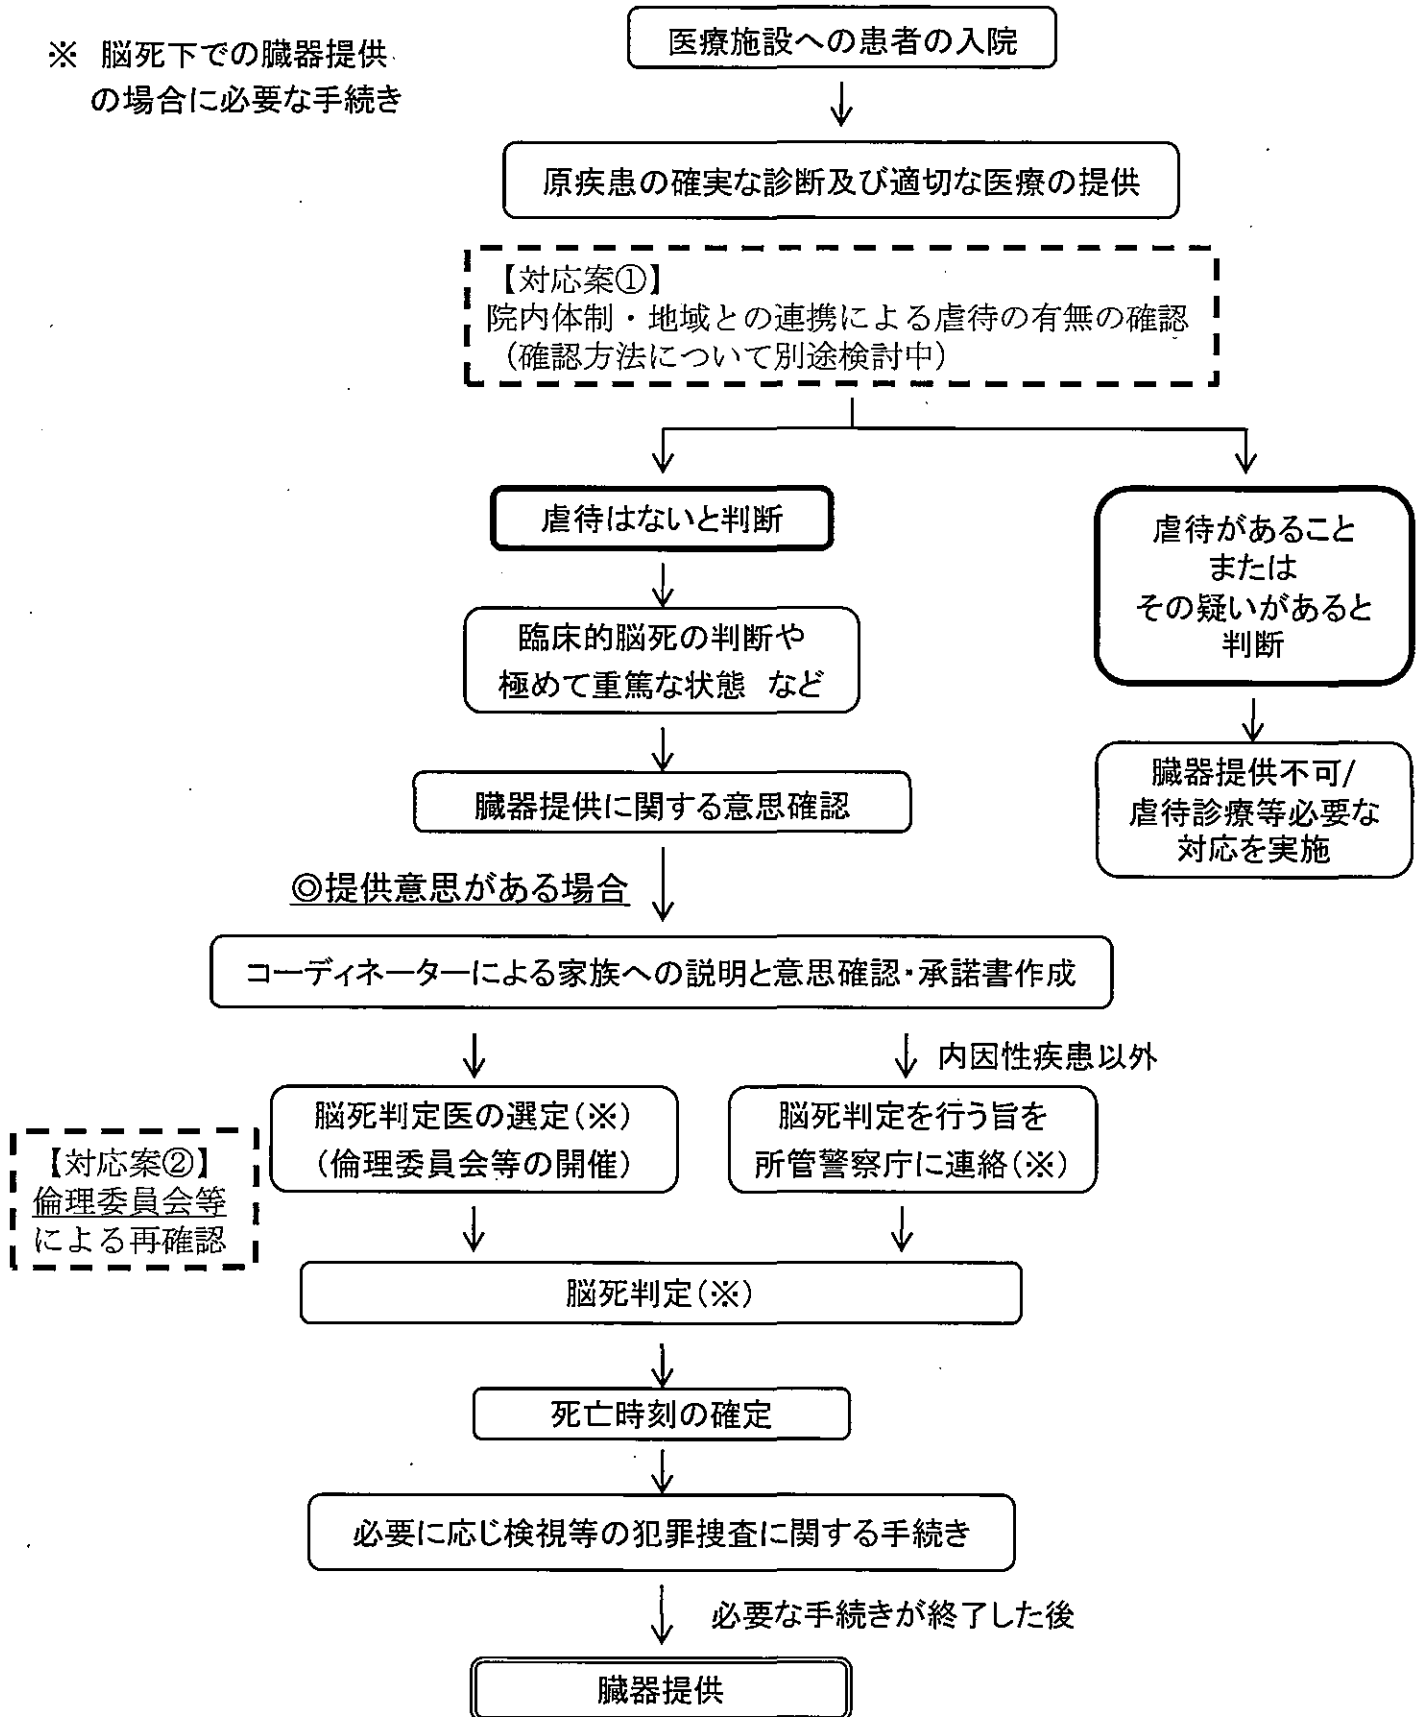 ※ 脳死下での臓器提供
の場合に必要な手続き
医療施設への患者の入院
原疾患の確実な診断及び適切な医療の提供
【対応案①】
院内体制・地域との連携による虐待の有無の確認
（確認方法について別途検討中）
虐待はないと判断
虐待があること
または
その疑いがあると
判断
臨床的脳死の判断や
極めて重篤な状態 など
臓器提供不可/
虐待診療等必要な
対応を実施
臓器提供に関する意思確認
◎提供意思がある場合
コーディネーターによる家族への説明と意思確認・承諾書作成
内因性疾患以外
脳死判定医の選定(※)
(倫理委員会等の開催)
脳死判定を行う旨を
所管警察庁に連絡(※)
【対応案②】
倫理委員会等
による再確認
脳死判定(※)
死亡時刻の確定
必要に応じ検視等の犯罪捜査に関する手続き
必要な手続きが終了した後
臓器提供